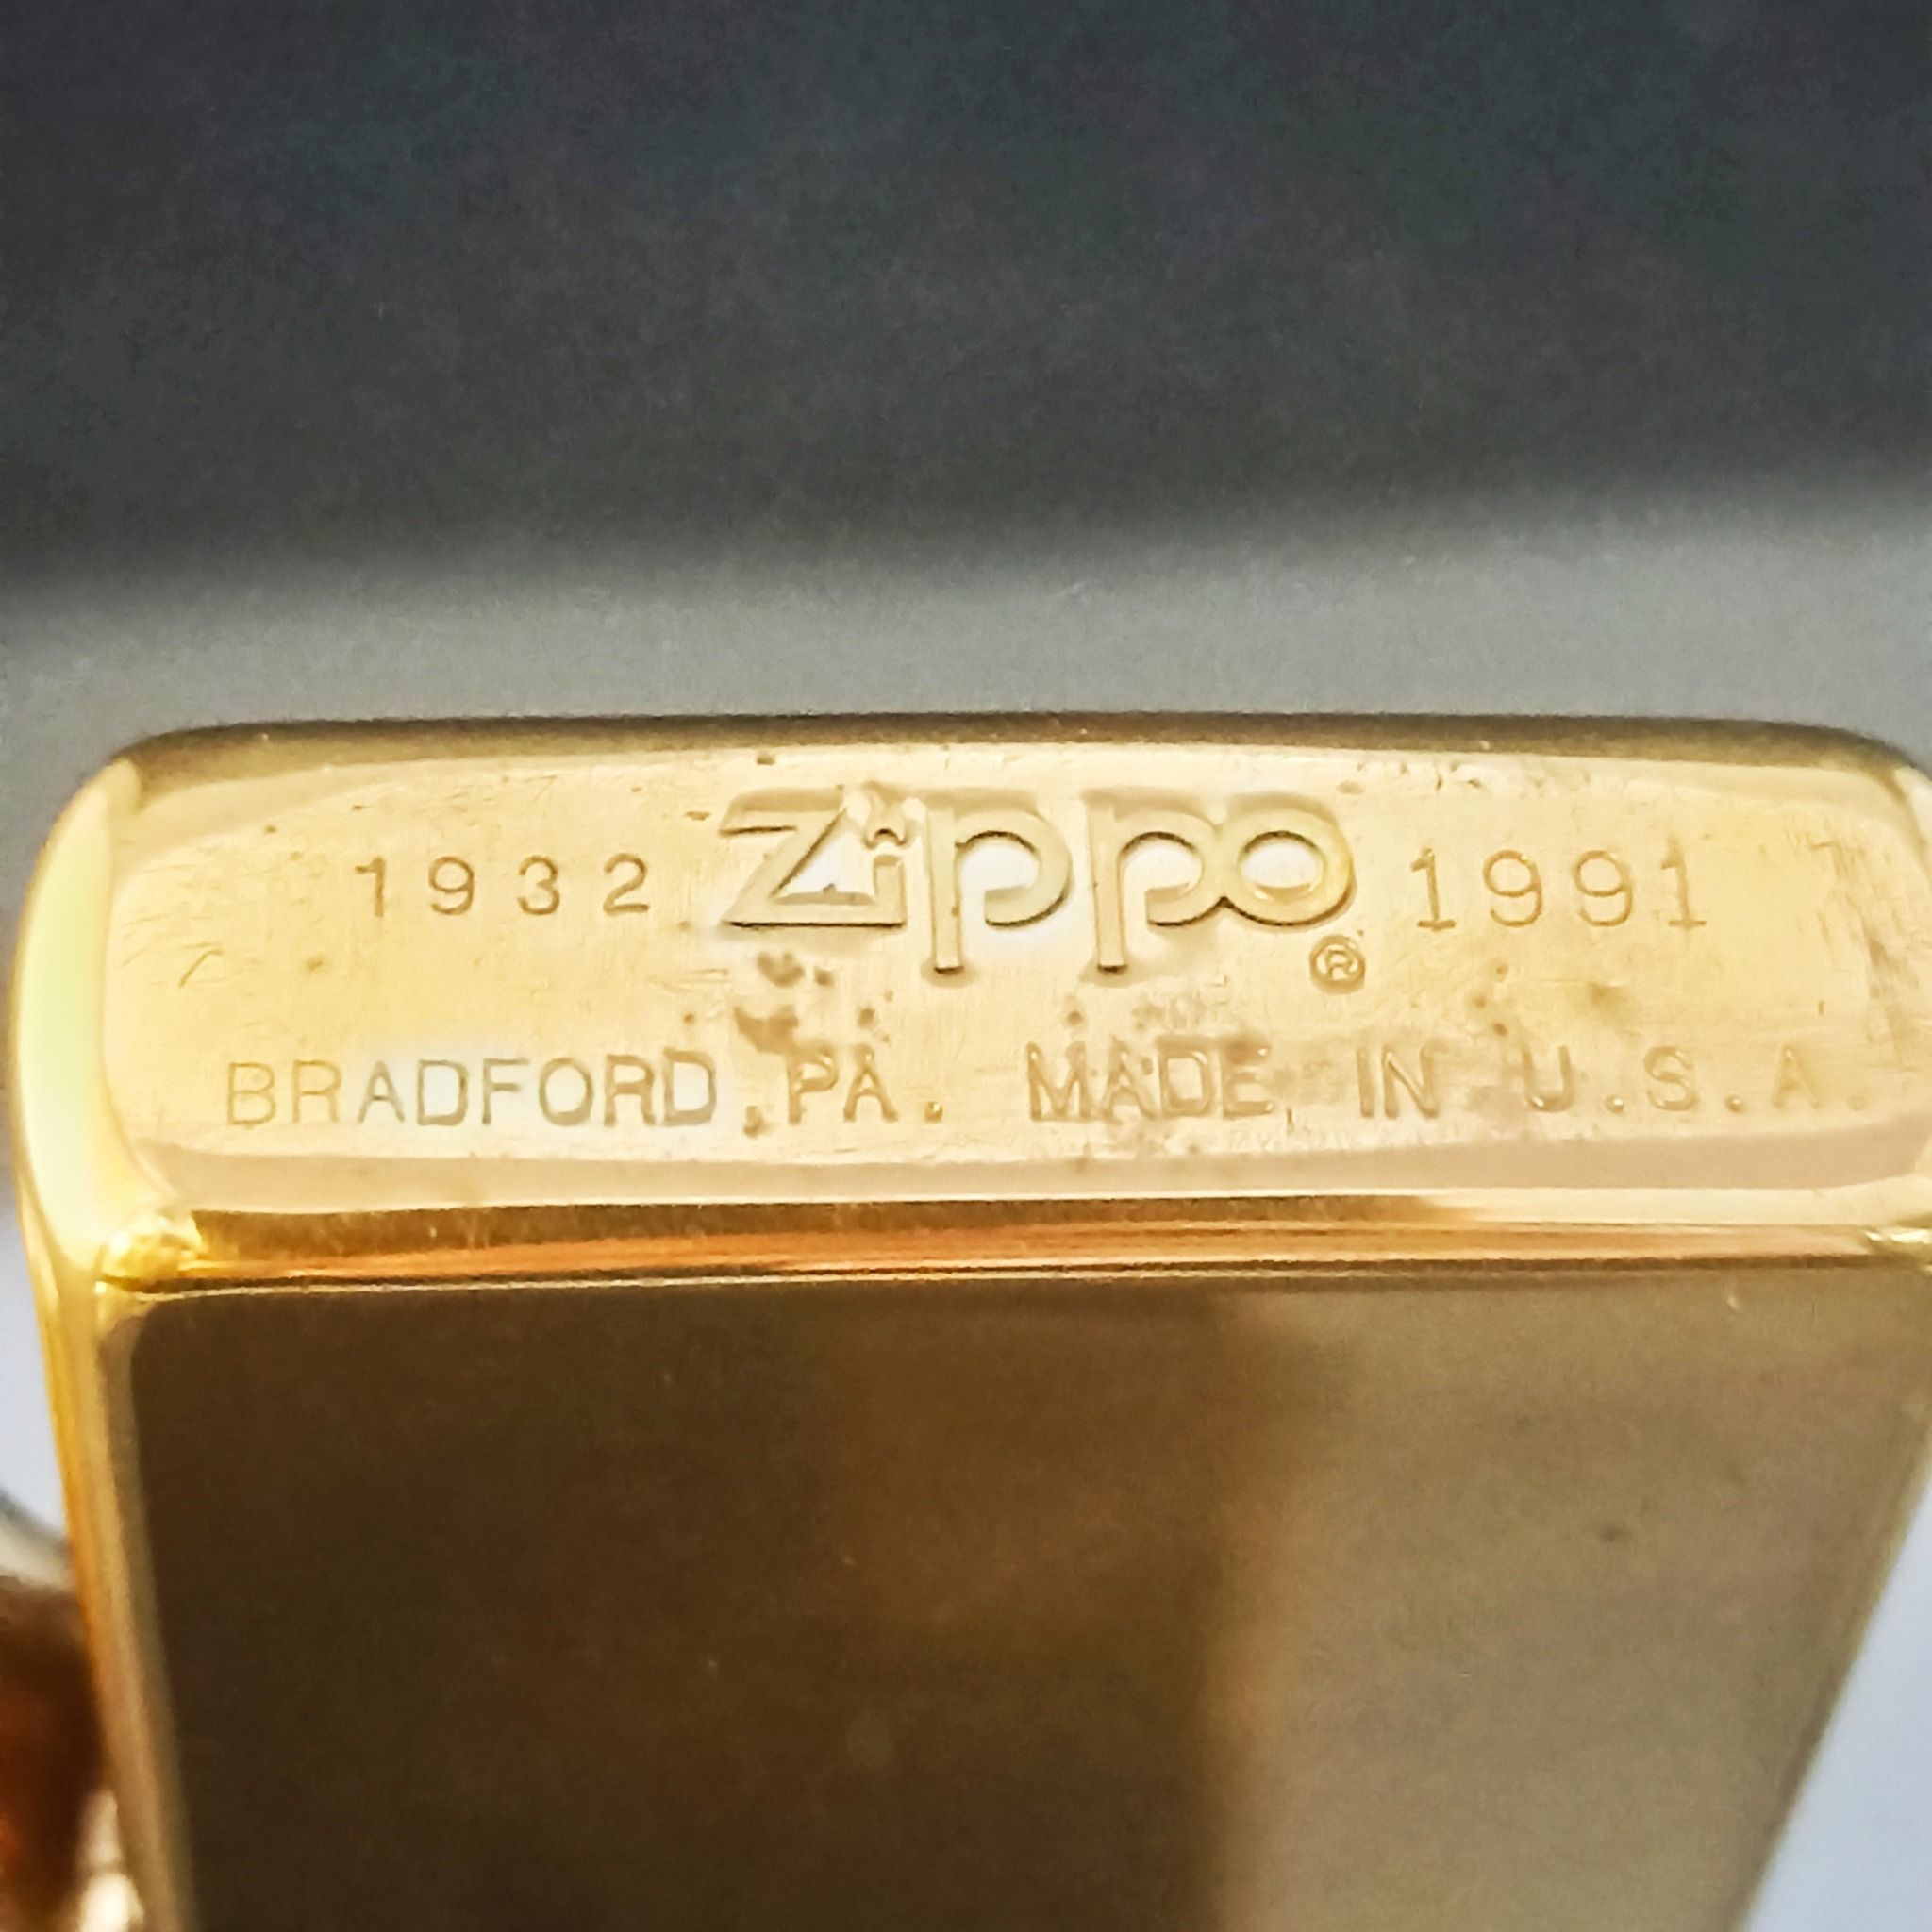 1932 Zippo ® 1991
BRADFORD, PA. MADE IN U.S.A.